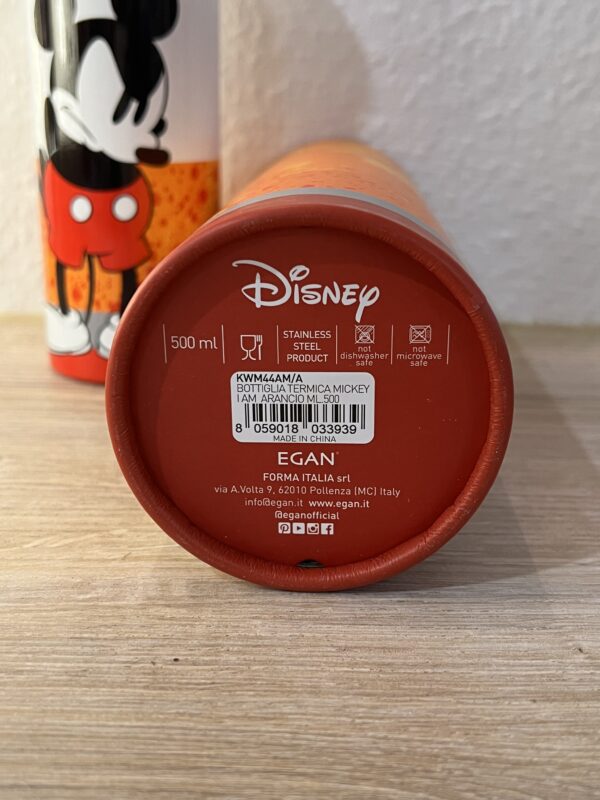 Disney
500 ml
STAINLESS
STEEL
PRODUCT
not
dishwasher
safe
not
microwave
safe
KWM44AM/A
BOTTIGLIA TERMICA MICKEY
I AM ARANCIO ML.500
8 059018 033939
MADE IN CHINA
EGAN
FORMA ITALIA srl
via A.Volta 9, 62010 Pollenza (MC) Italy
info@egan.it www.egan.it
@eganofficial